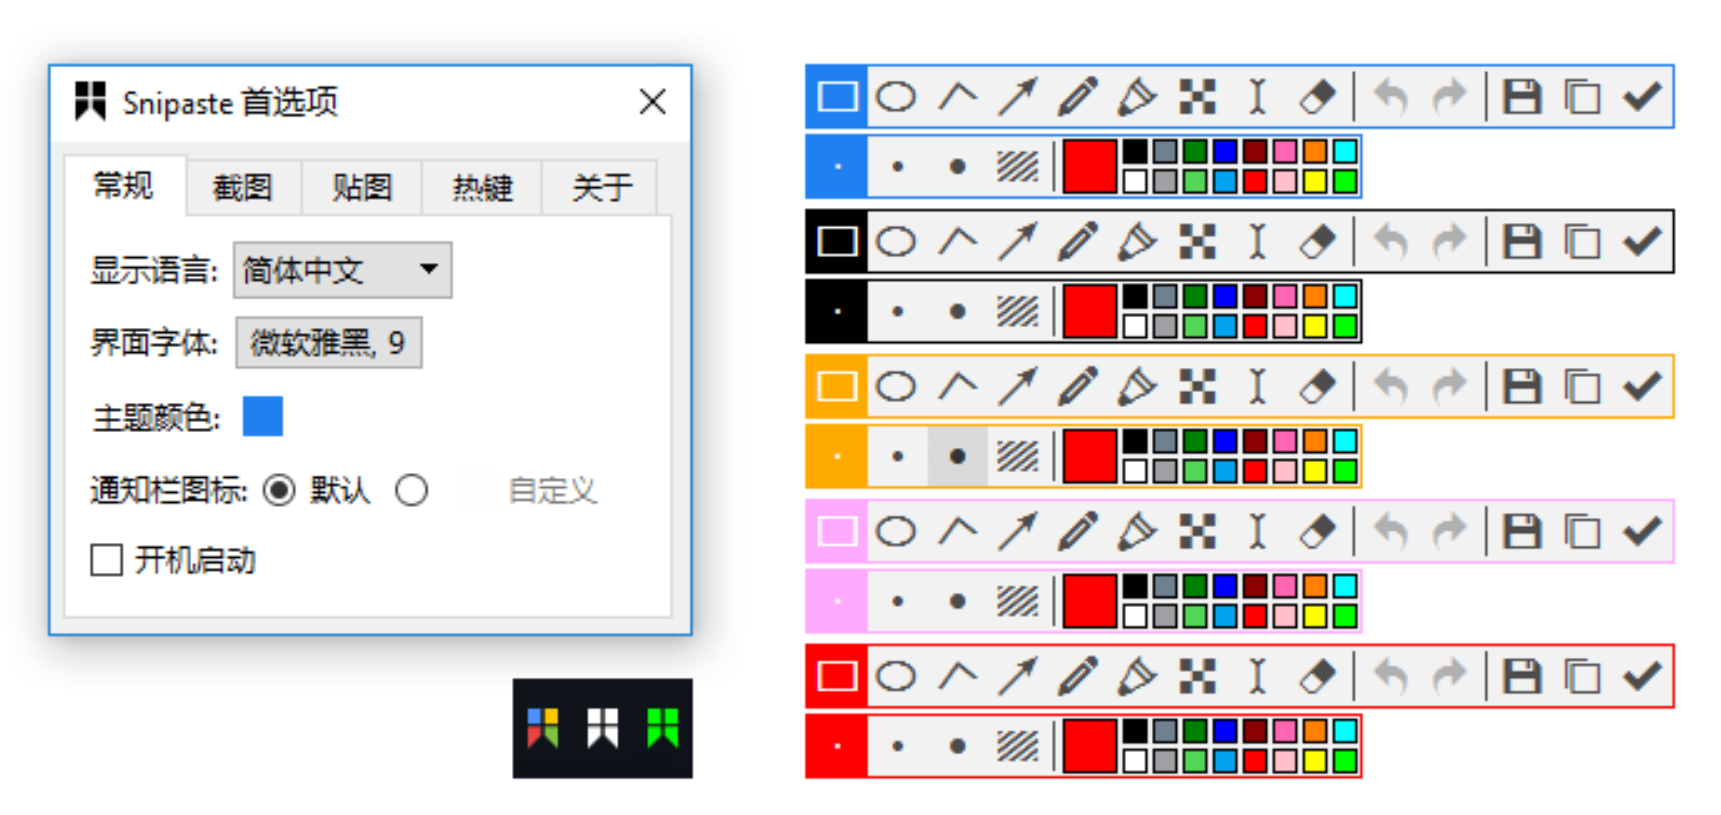 Snipaste 首选项
常规 截图 贴图 热键 关于
显示语言: 简体中文
界面字体: 微软雅黑, 9
主题颜色:
通知栏图标: 默认 自定义
开机启动